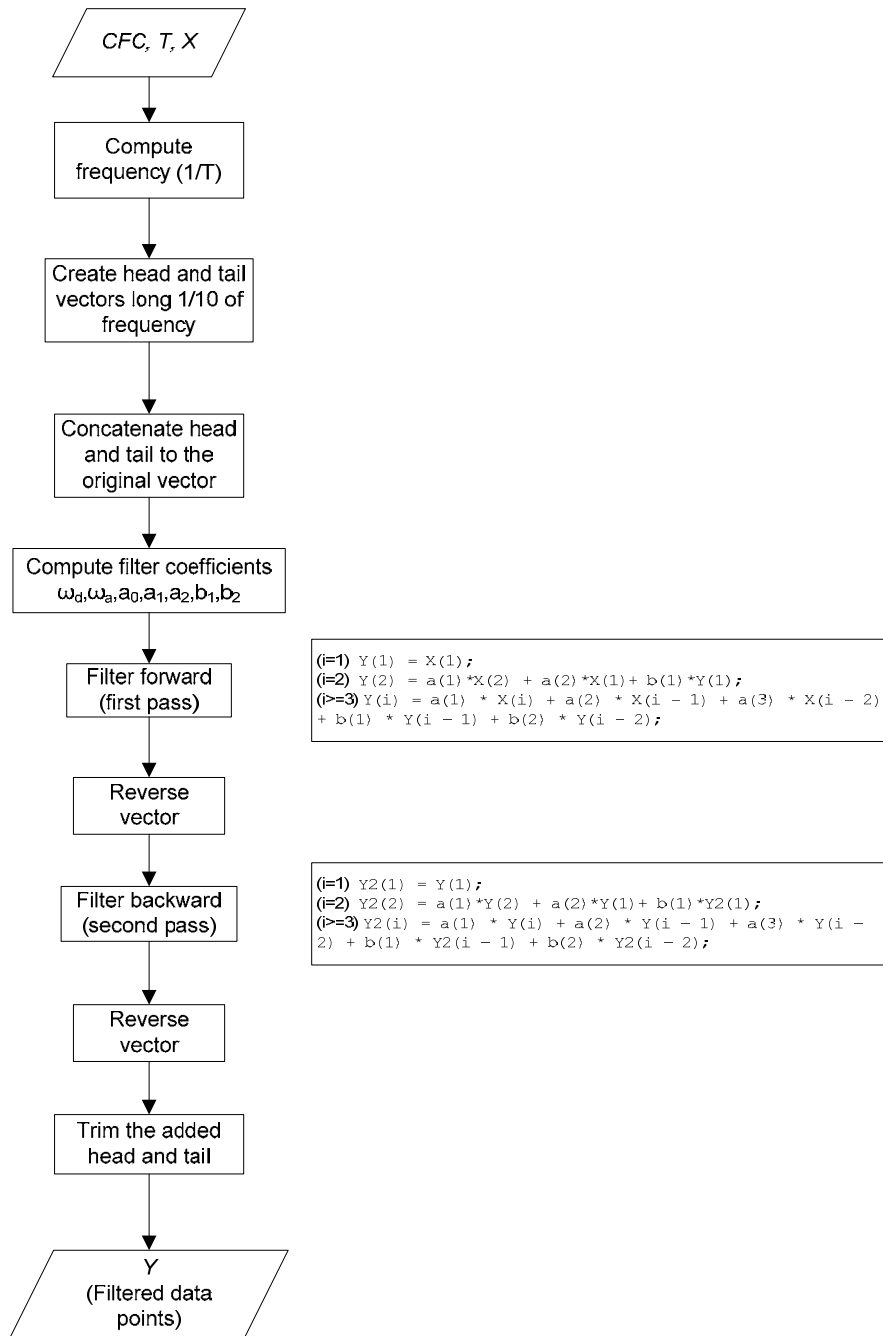 CFC, T, X
Compute
frequency (1/T)
Create head and tail
vectors long 1/10 of
frequency
Concatenate head
and tail to the
original vector
Compute filter coefficients
ωd,ωa,a0,a1,a2,b1,b2
Filter forward
(first pass)
(i=1) Y(1) = X(1);
(i=2) Y(2) = a(1)*X(2) + a(2)*X(1)+ b(1)*Y(1);
(i>=3) Y(i) = a(1) * X(i) + a(2) * X(i – 1) + a(3) * X(i – 2)
+ b(1) * Y(i – 1) + b(2) * Y(i – 2);
Reverse
vector
Filter backward
(second pass)
(i=1) Y2(1) = Y(1);
(i=2) Y2(2) = a(1)*Y(2) + a(2)*Y(1)+ b(1)*Y2(1);
(i>=3) Y2(i) = a(1) * Y(i) + a(2) * Y(i – 1) + a(3) * Y(i –
2) + b(1) * Y2(i – 1) + b(2) * Y2(i – 2);
Reverse
vector
Trim the added
head and tail
Y
(Filtered data
points)